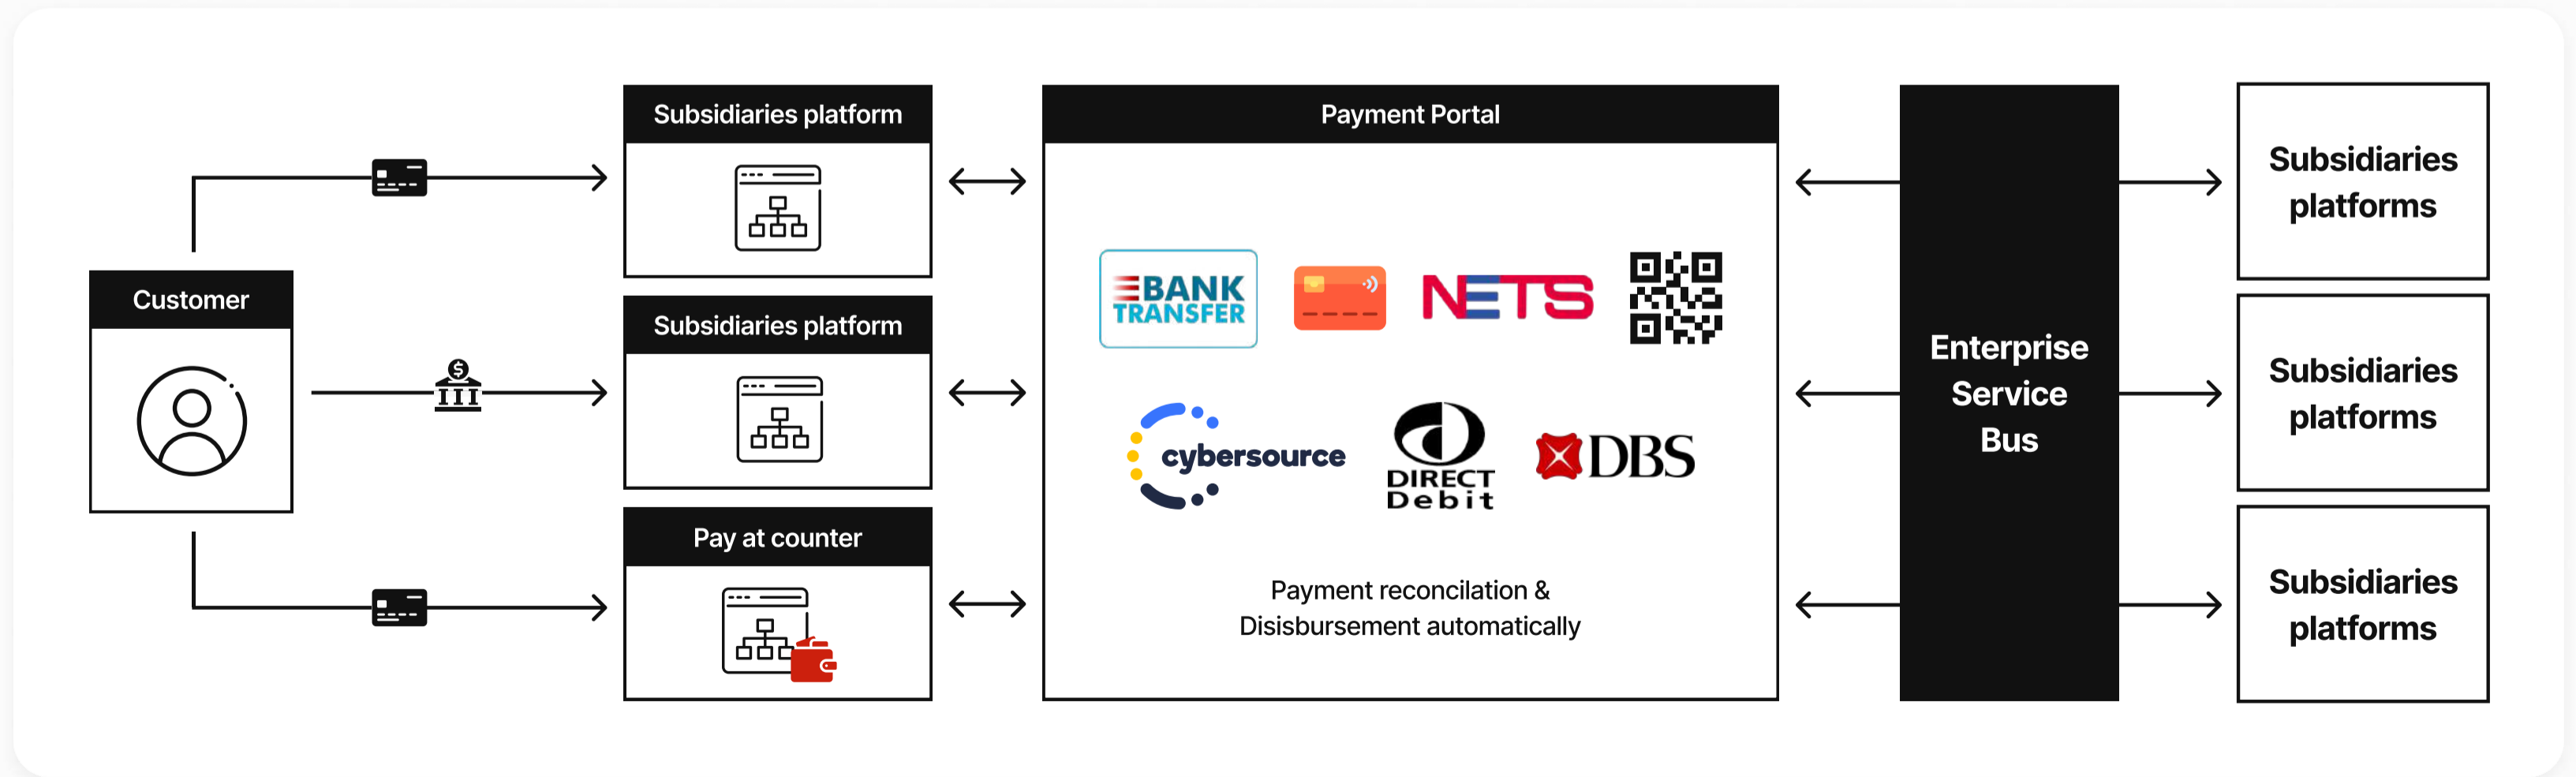 Customer
Subsidiaries platform
Subsidiaries platform
Pay at counter
Payment Portal
BANK
TRANSFER
NETS
cybersource
DIRECT
Debit
DBS
Payment reconcilation &
Disisbursement automatically
Enterprise
Service
Bus
Subsidiaries
platforms
Subsidiaries
platforms
Subsidiaries
platforms